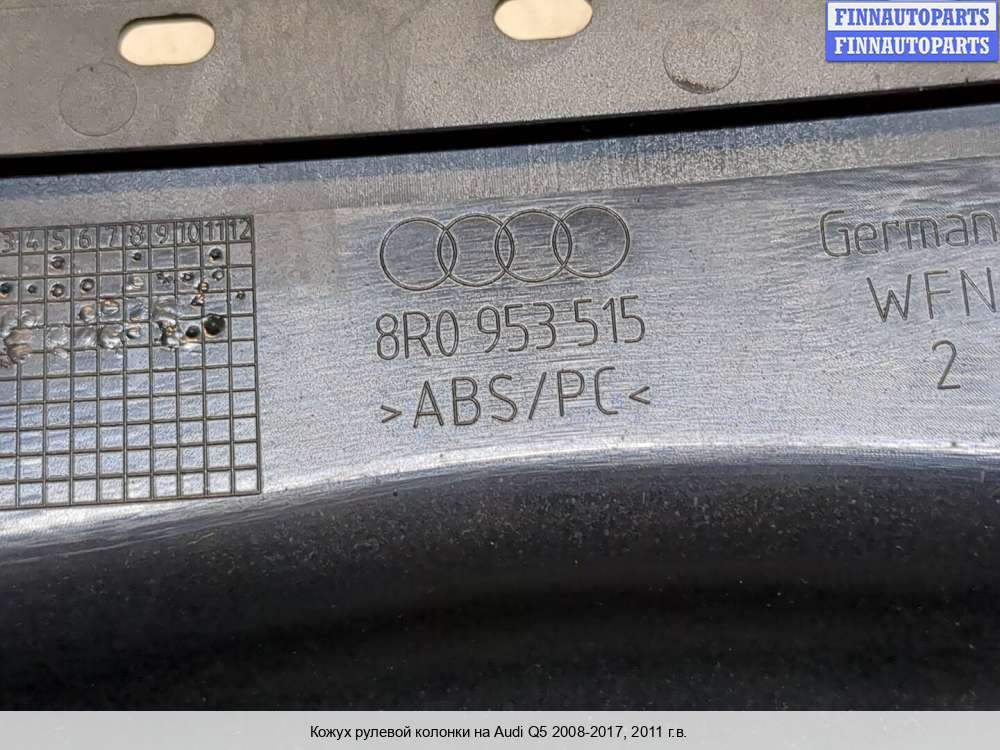 FINNAUTOPARTS
FINNAUTOPARTS
3 4 5 6 7 8 9 10 11 12
8R0 953 515
>ABS/PC<
German
WFN
2
Кожух рулевой колонки на Audi Q5 2008-2017, 2011 г.в.